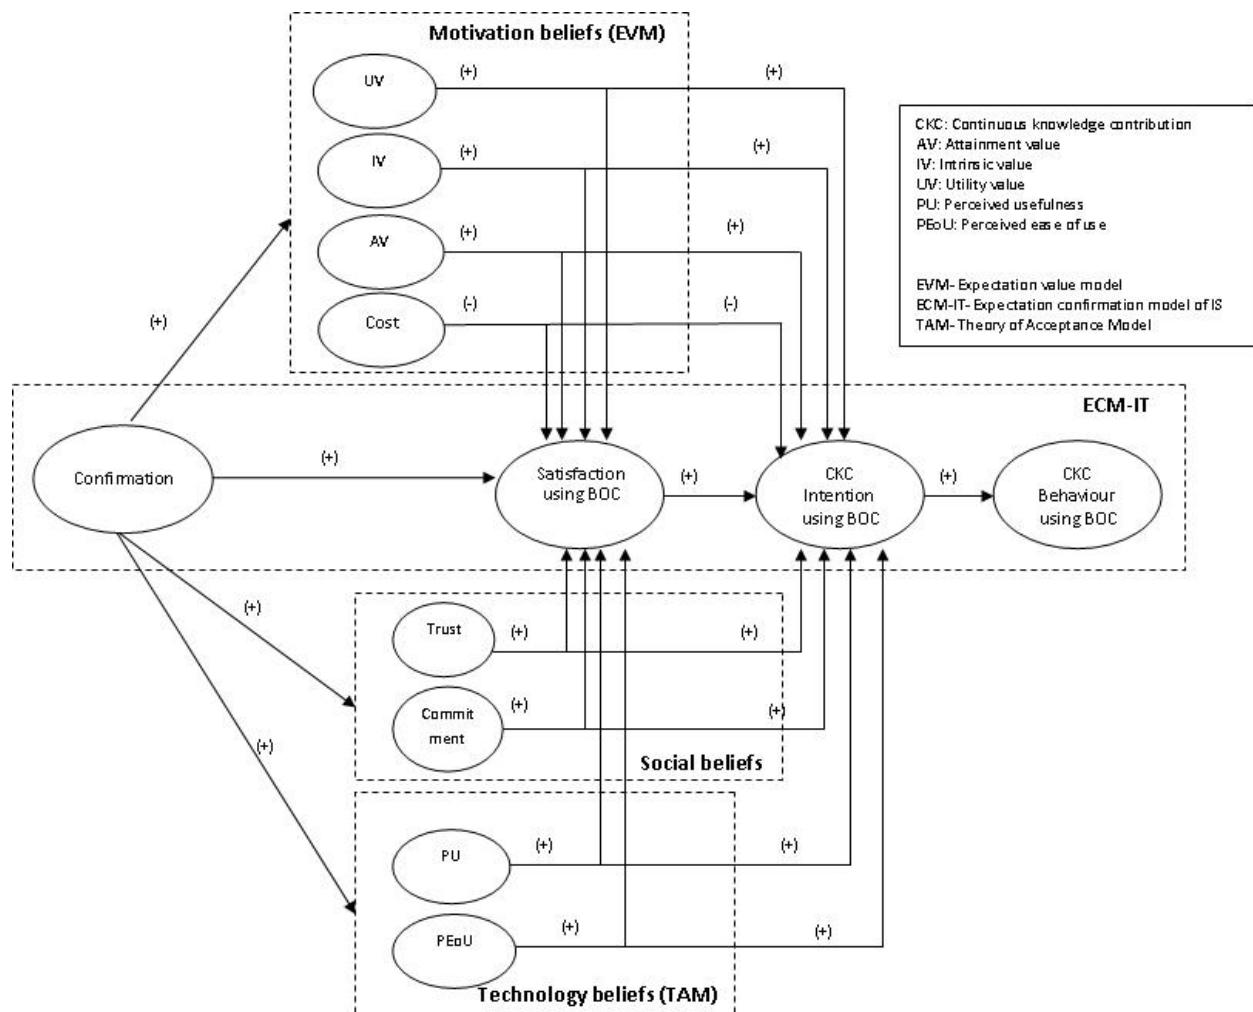 Motivation beliefs (EVM)
UV
(+)
(+)
IV
(+)
(+)
AV
(+)
(+)
Cost
(-)
(-)
(+)
CKC: Continuous knowledge contribution
AV: Attainment value
IV: Intrinsic value
UV: Utility value
PU: Perceived usefulness
PEoU: Perceived ease of use
EVM- Expectation value model
ECM-IT- Expectation confirmation model of IS
TAM- Theory of Acceptance Model
ECM-IT
Confirmation
(+)
Satisfaction
using BOC
(+)
CKC
Intention
using BOC
(+)
CKC
Behaviour
using BOC
(+)
Trust
(+)
(+)
Commit
ment
(+)
(+)
Social beliefs
(+)
PU
(+)
(+)
PEoU
(+)
(+)
Technology beliefs (TAM)